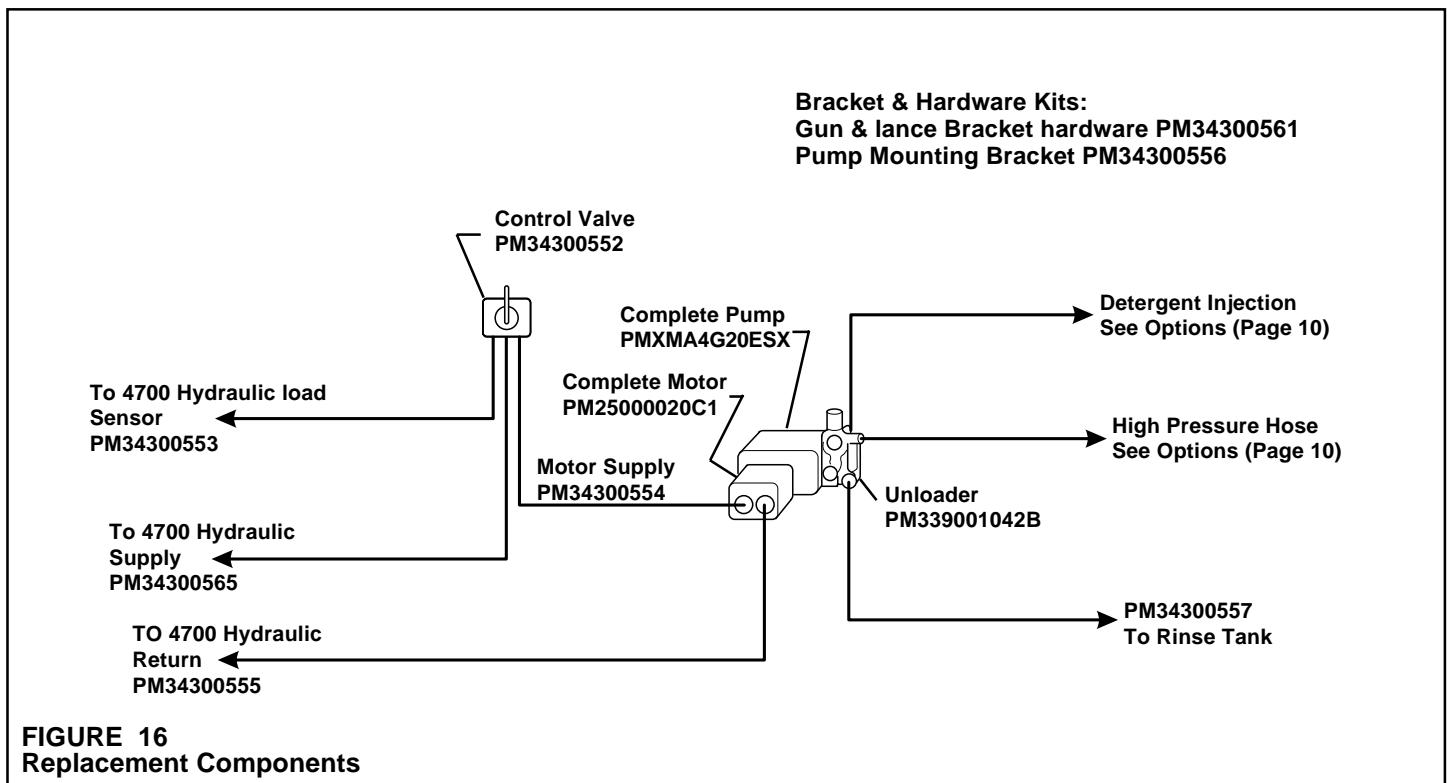 Bracket & Hardware Kits:
Gun & lance Bracket hardware PM34300561
Pump Mounting Bracket PM34300556
Control Valve
PM34300552
Complete Pump
PMXMA4G20ESX
Detergent Injection
See Options (Page 10)
Complete Motor
PM25000020C1
To 4700 Hydraulic load
Sensor
PM34300553
High Pressure Hose
See Options (Page 10)
Motor Supply
PM34300554
Unloader
PM339001042B
To 4700 Hydraulic
Supply
PM34300565
PM34300557
To Rinse Tank
TO 4700 Hydraulic
Return
PM34300555
FIGURE 16
Replacement Components